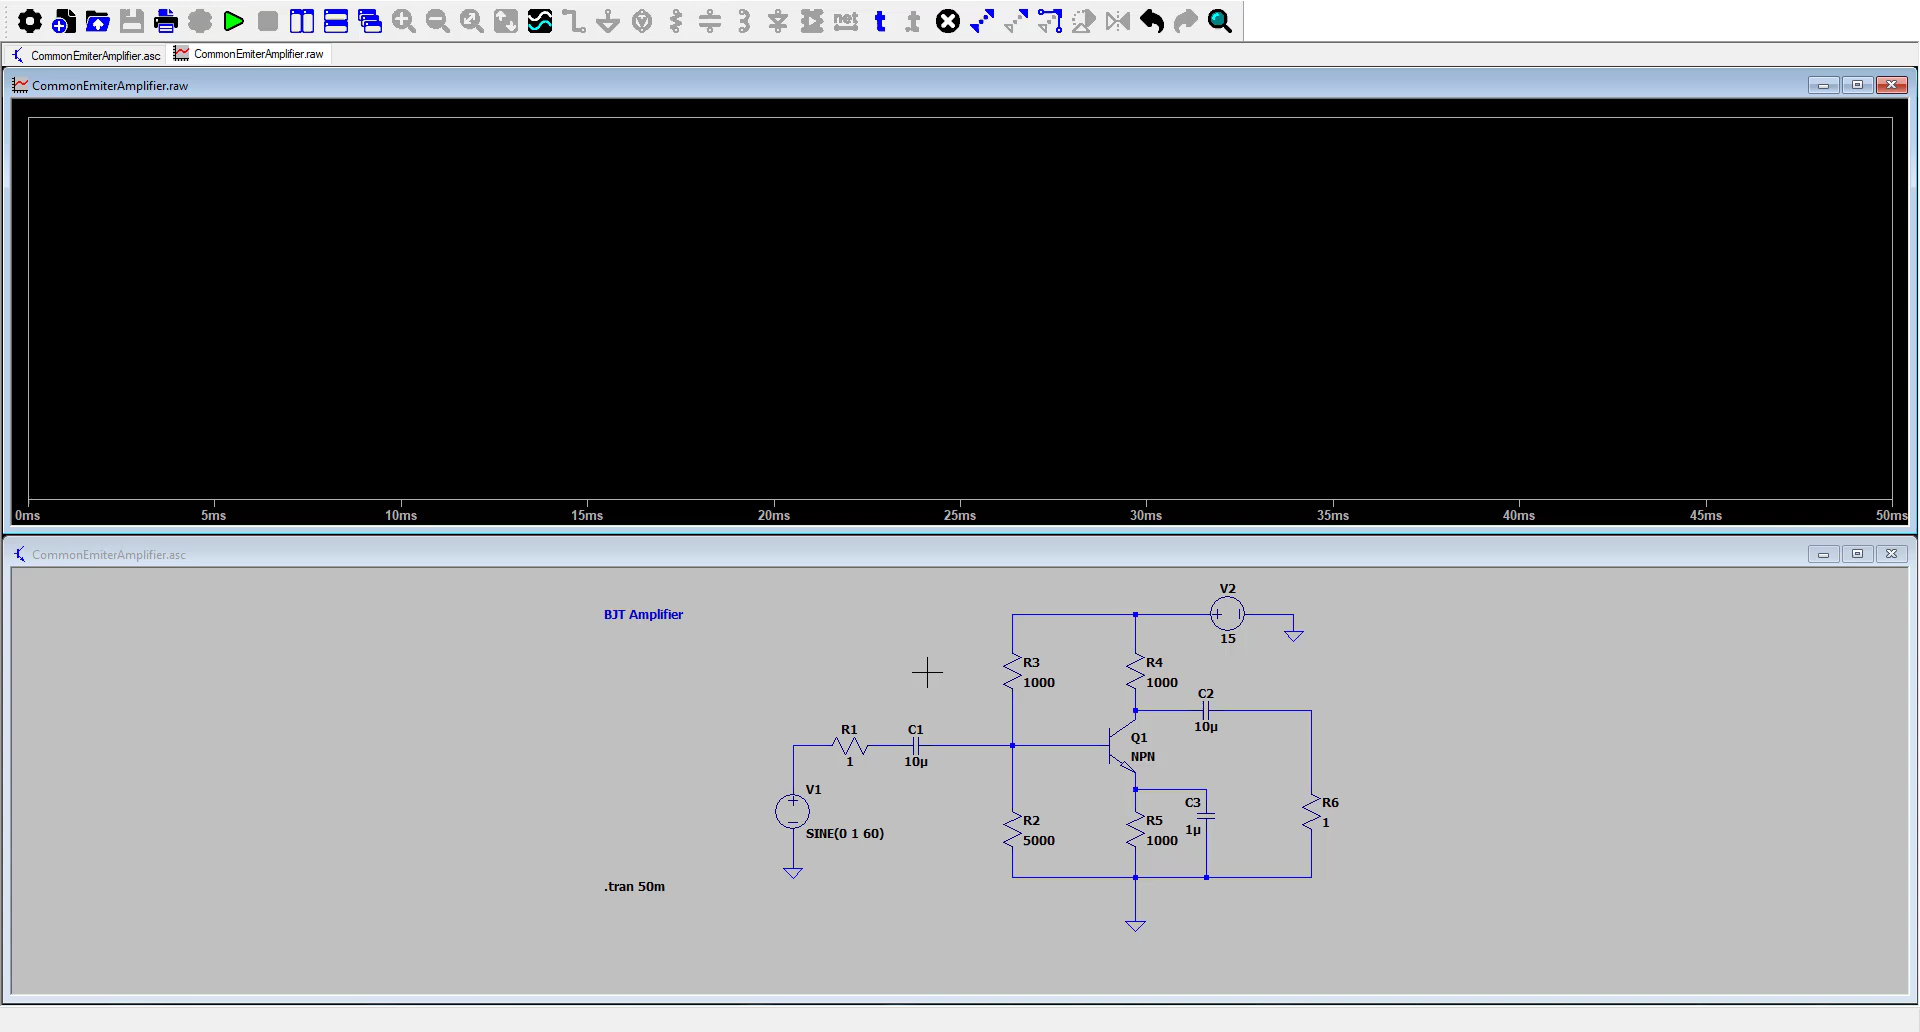 net t .t
CommonEmiterAmplifier.asc CommonEmiterAmplifier.raw
CommonEmiterAmplifier.raw
0ms 5ms 10ms 15ms 20ms 25ms 30ms 35ms 40ms 45ms 50ms
CommonEmiterAmplifier.asc
V2
15
BJT Amplifier
R3
1000
R4
1000
C2
10µ
R1
1
C1
10µ
Q1
NPN
V1
SINE(0 1 60)
R2
5000
R5
1000
C3
1µ
R6
1
.tran 50m